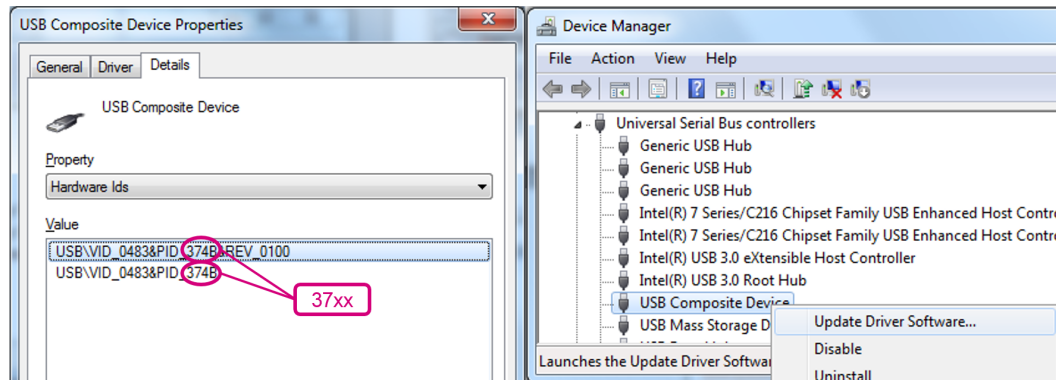 USB Composite Device Properties
General Driver Details
USB Composite Device
Property
Hardware Ids
Value
USB\VID_0483&PID_374B&REV_0100
USB\VID_0483&PID_374B
37xx
Device Manager
File Action View Help
Universal Serial Bus controllers
Generic USB Hub
Generic USB Hub
Generic USB Hub
Intel(R) 7 Series/C216 Chipset Family USB Enhanced Host Contr
Intel(R) 7 Series/C216 Chipset Family USB Enhanced Host Contr
Intel(R) USB 3.0 eXtensible Host Controller
Intel(R) USB 3.0 Root Hub
USB Composite Device
USB Mass Storage D
Launches the Update Driver Softwar
Update Driver Software...
Disable
Uninstall